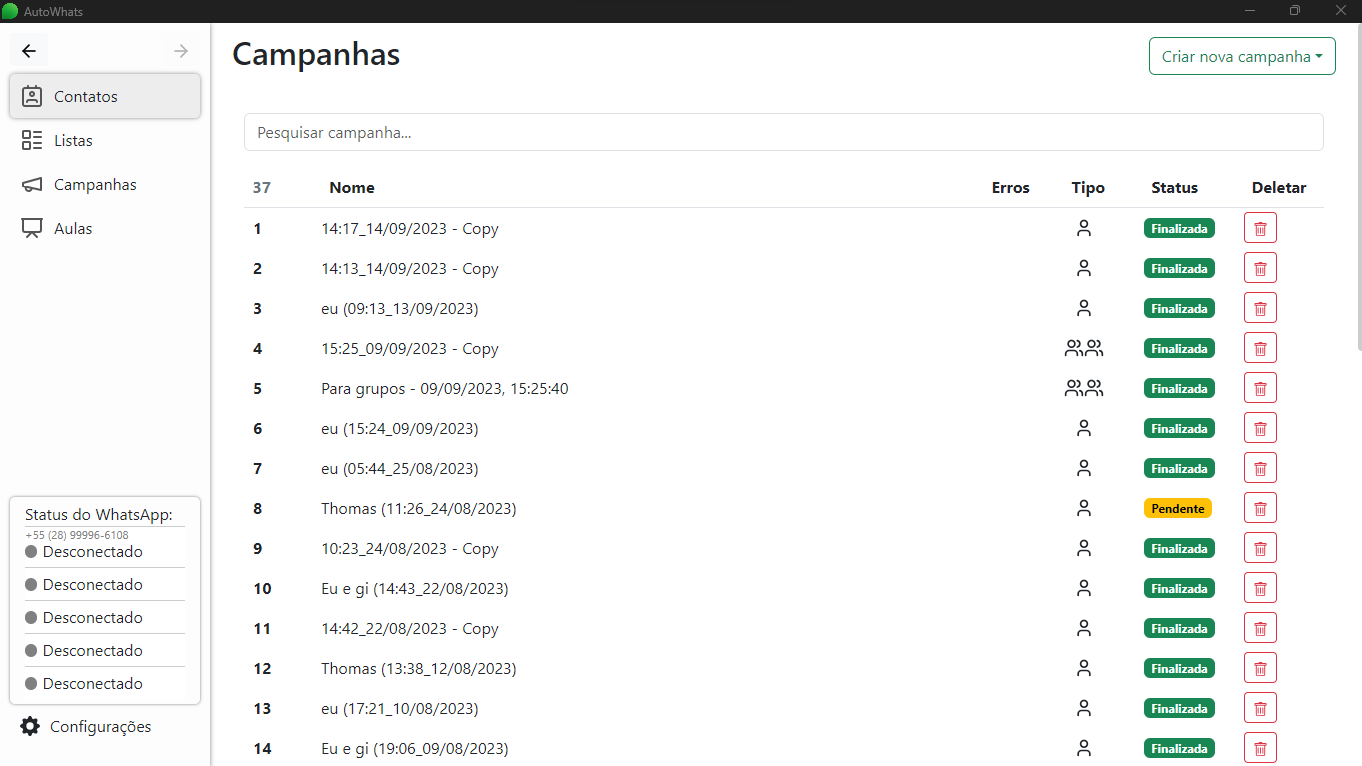 AutoWhats
Contatos
Listas
Campanhas
Aulas
Status do WhatsApp:
+55 (28) 99996-6108
Desconectado
Desconectado
Desconectado
Desconectado
Desconectado
Configurações
Campanhas
Criar nova campanha
Pesquisar campanha...
37 Nome Erros Tipo Status Deletar
1 14:17_14/09/2023 - Copy Finalizada
2 14:13_14/09/2023 - Copy Finalizada
3 eu (09:13_13/09/2023) Finalizada
4 15:25_09/09/2023 - Copy Finalizada
5 Para grupos - 09/09/2023, 15:25:40 Finalizada
6 eu (15:24_09/09/2023) Finalizada
7 eu (05:44_25/08/2023) Finalizada
8 Thomas (11:26_24/08/2023) Pendente
9 10:23_24/08/2023 - Copy Finalizada
10 Eu e gi (14:43_22/08/2023) Finalizada
11 14:42_22/08/2023 - Copy Finalizada
12 Thomas (13:38_12/08/2023) Finalizada
13 eu (17:21_10/08/2023) Finalizada
14 Eu e gi (19:06_09/08/2023) Finalizada